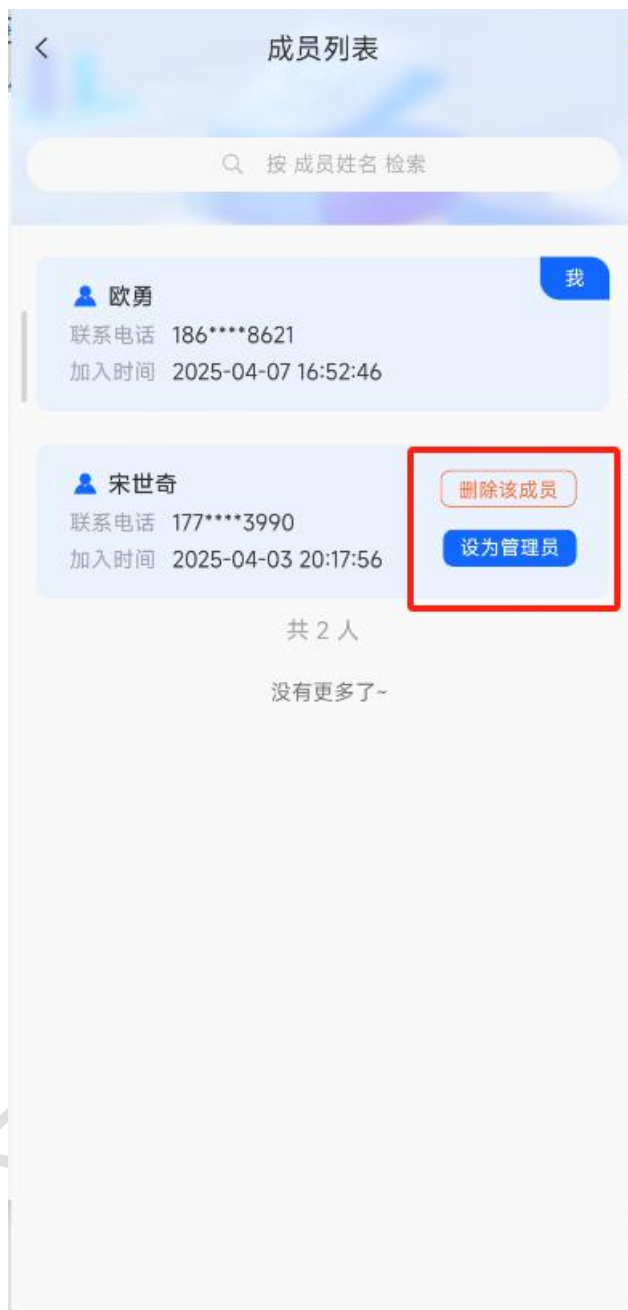 成员列表
按 成员姓名 检索
我
欧勇
联系电话 186****8621
加入时间 2025-04-07 16:52:46
宋世奇
删除该成员
联系电话 177****3990
设为管理员
加入时间 2025-04-03 20:17:56
共 2 人
没有更多了~